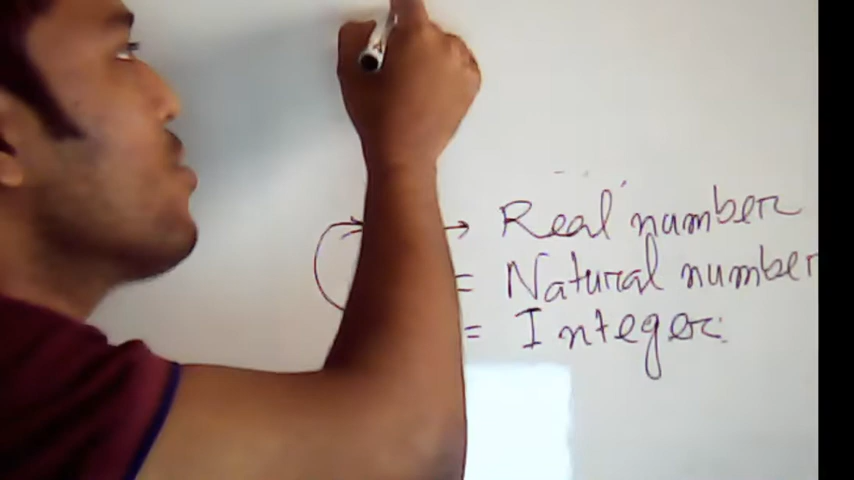 → Real number
= Natural number
= Integer